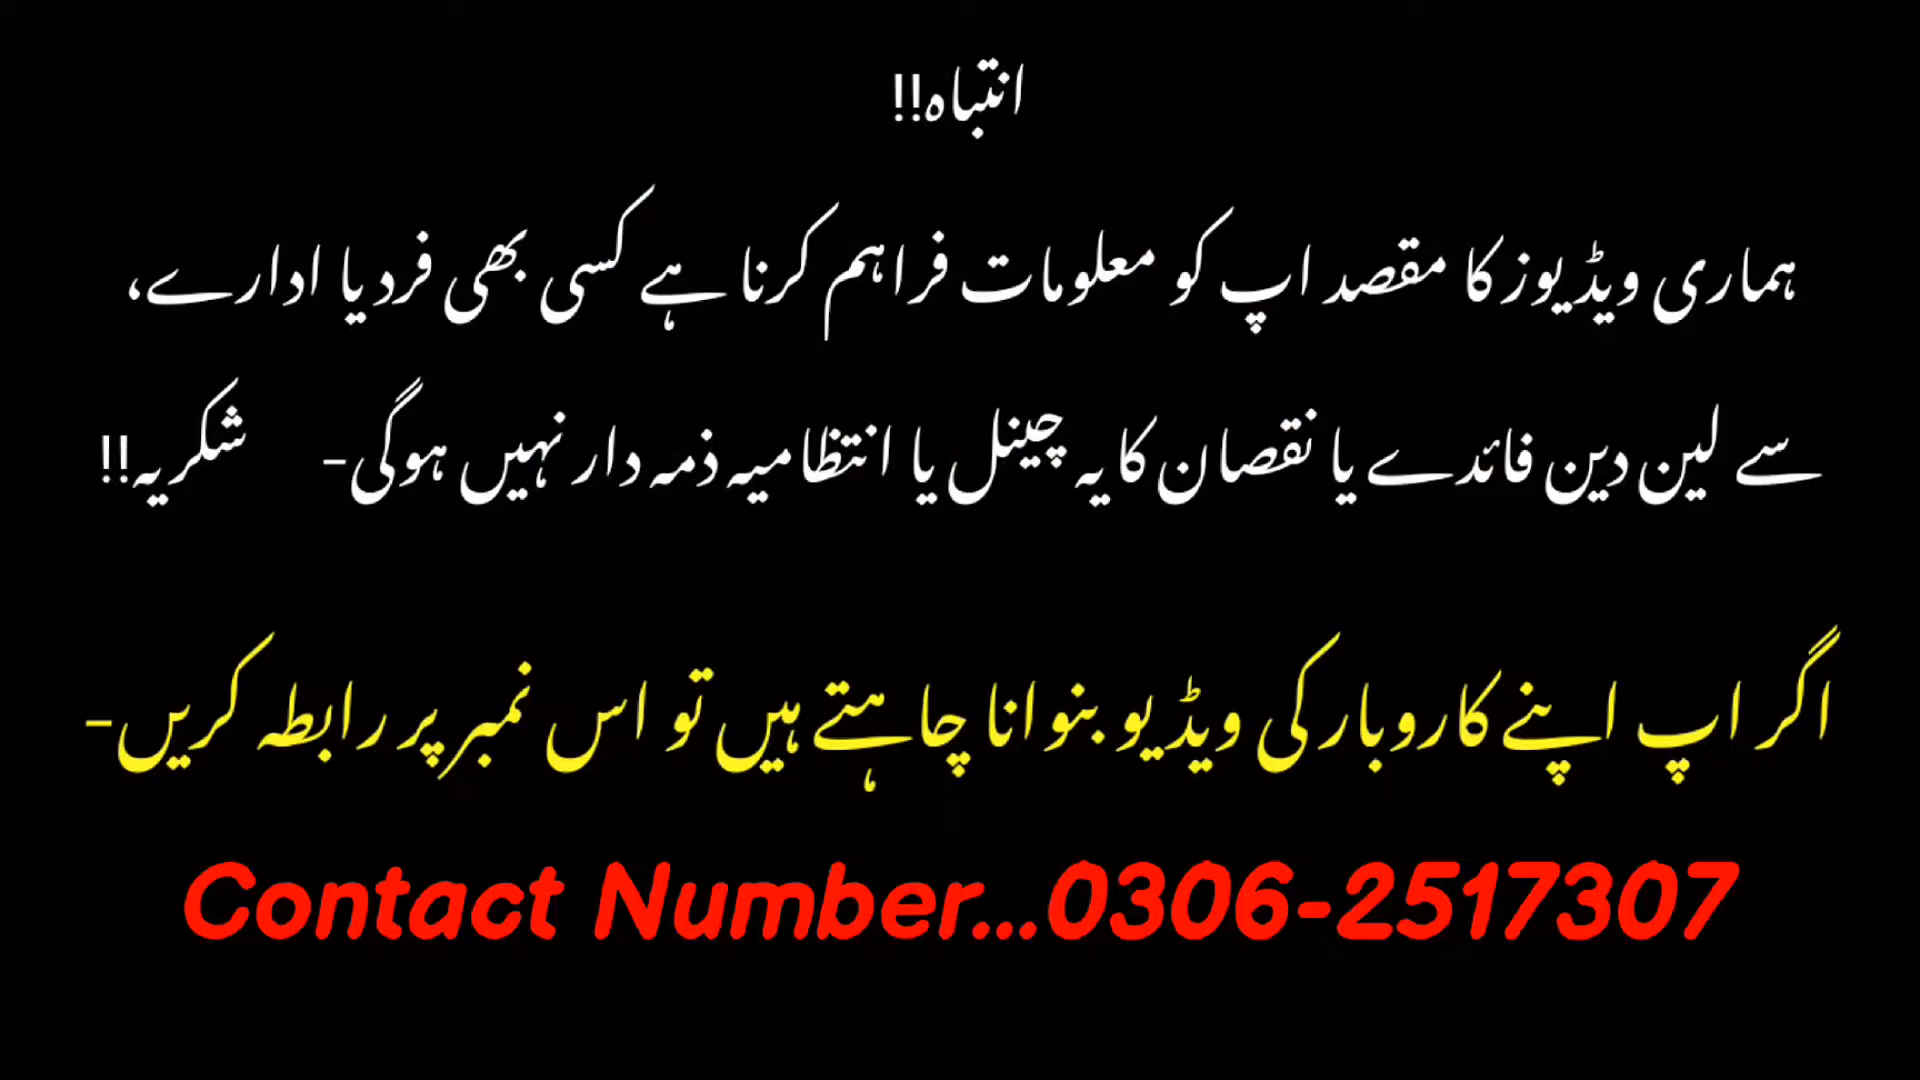 انتباہ!!
ہماری ویڈیوز کا مقصد اپ کو معلومات فراہم کرنا ہے کسی بھی فرد یا ادارے،
سے لین دین فائدے یا نقصان کا یہ چینل یا انتظامیہ ذمہ دار نہیں ہوگی- شکریہ!!
اگر اپ اپنے کاروبار کی ویڈیو بنوانا چاہتے ہیں تو اس نمبر پر رابطہ کریں-
Contact Number...0306-2517307